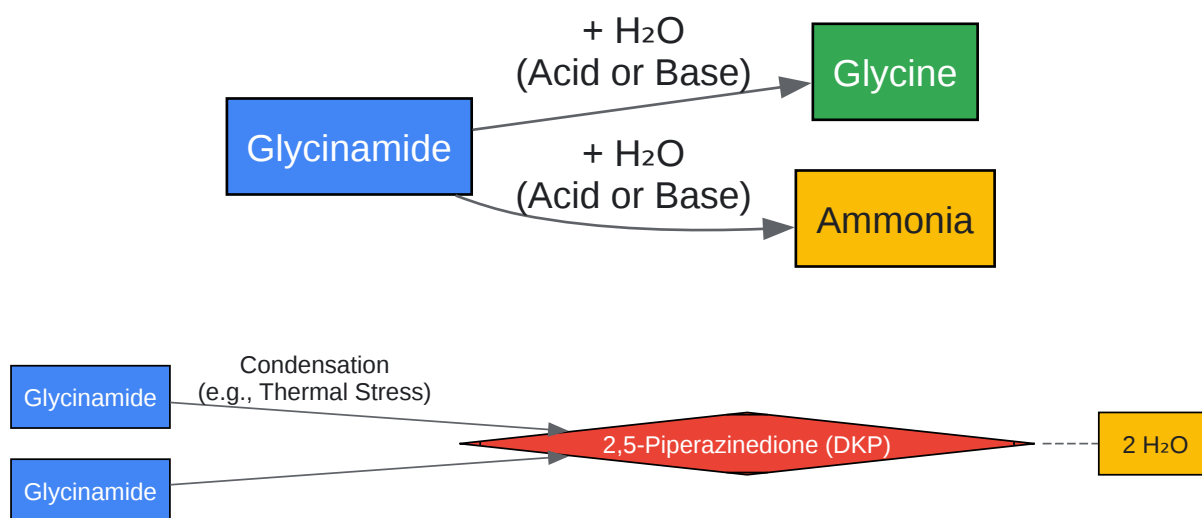 + H₂O
(Acid or Base)
Glycine
Glycinamide
+ H₂O
(Acid or Base)
Ammonia
Condensation
(e.g., Thermal Stress)
Glycinamide
2,5-Piperazinedione (DKP)
2 H₂O
Glycinamide